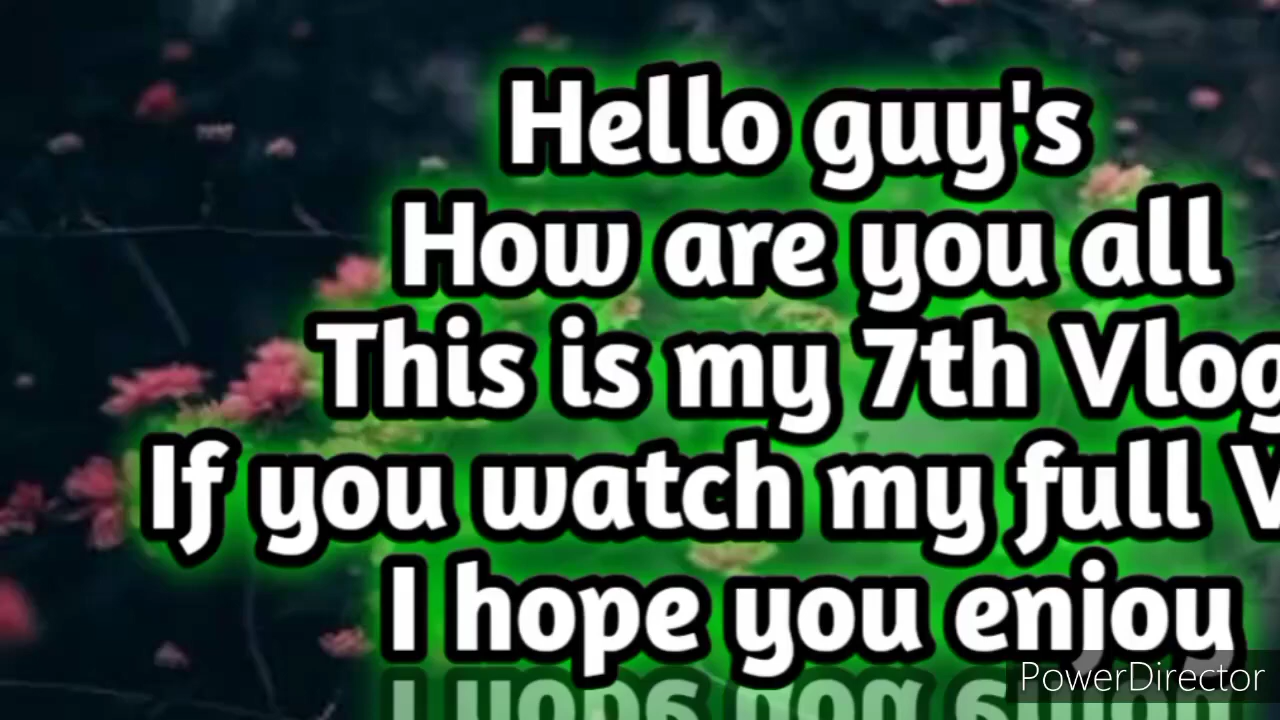 Hello guy's
How are you all
This is my 7th Vlog
If you watch my full
I hope you enjoy
PowerDirector